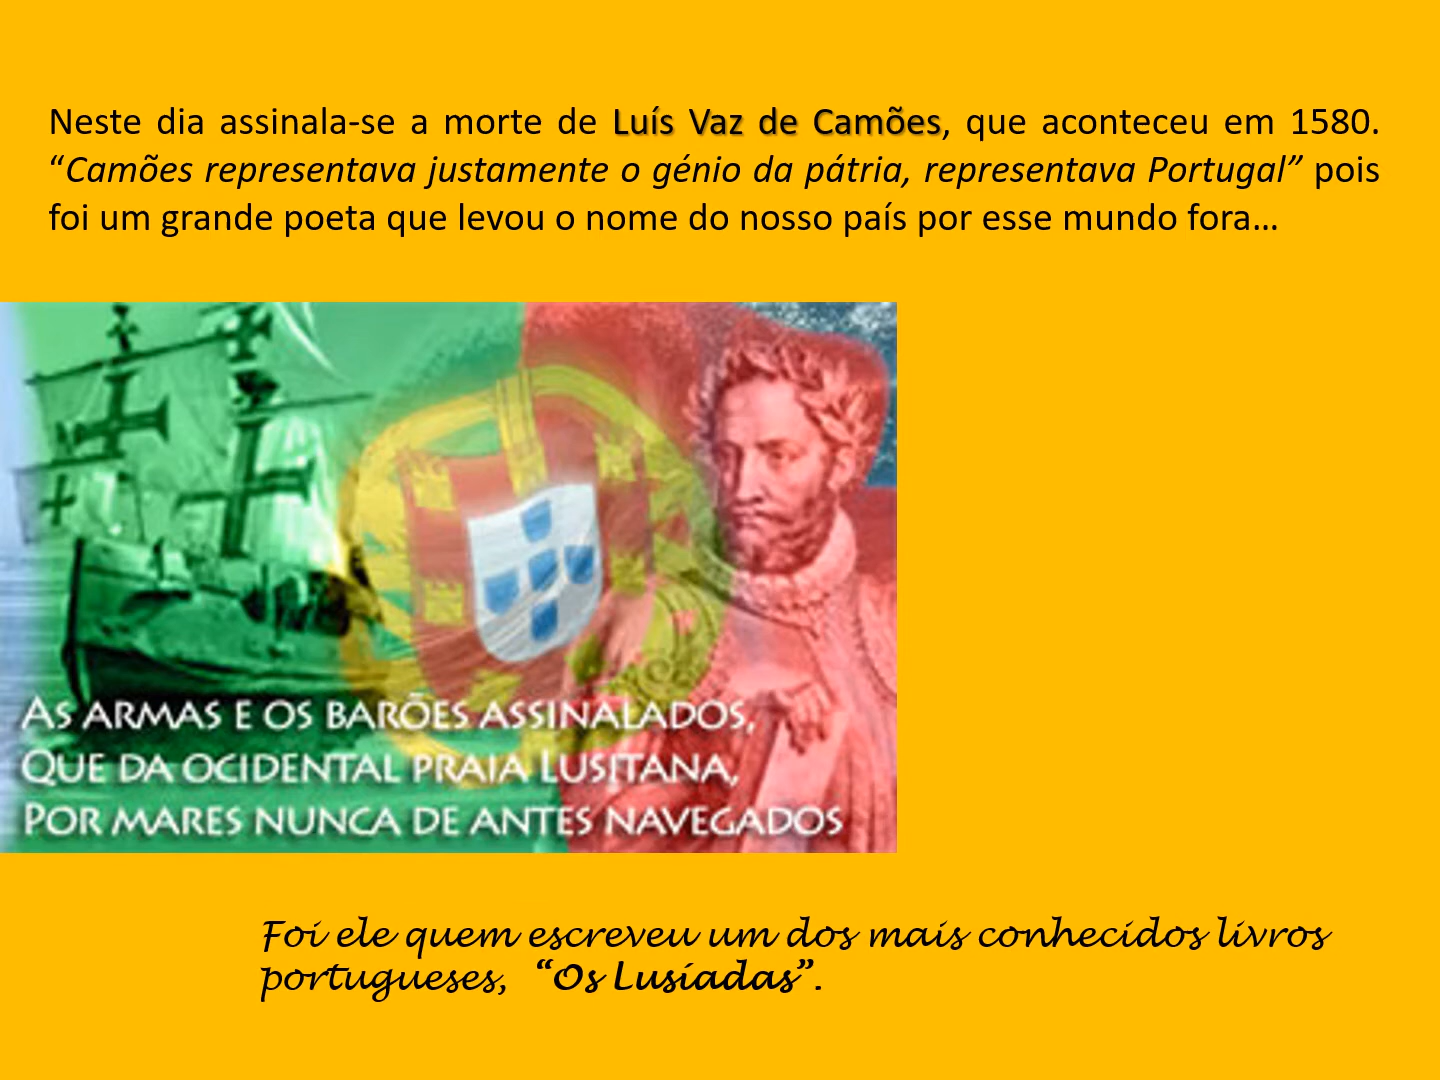 Neste dia assinala-se a morte de Luís Vaz de Camões, que aconteceu em 1580.
“Camões representava justamente o génio da pátria, representava Portugal” pois
foi um grande poeta que levou o nome do nosso país por esse mundo fora…
As armas e os barões assinalados,
Que da ocidental praia Lusitana,
Por mares nunca de antes navegados
Foi ele quem escreveu um dos mais conhecidos livros
portugueses, “Os Lusíadas”.